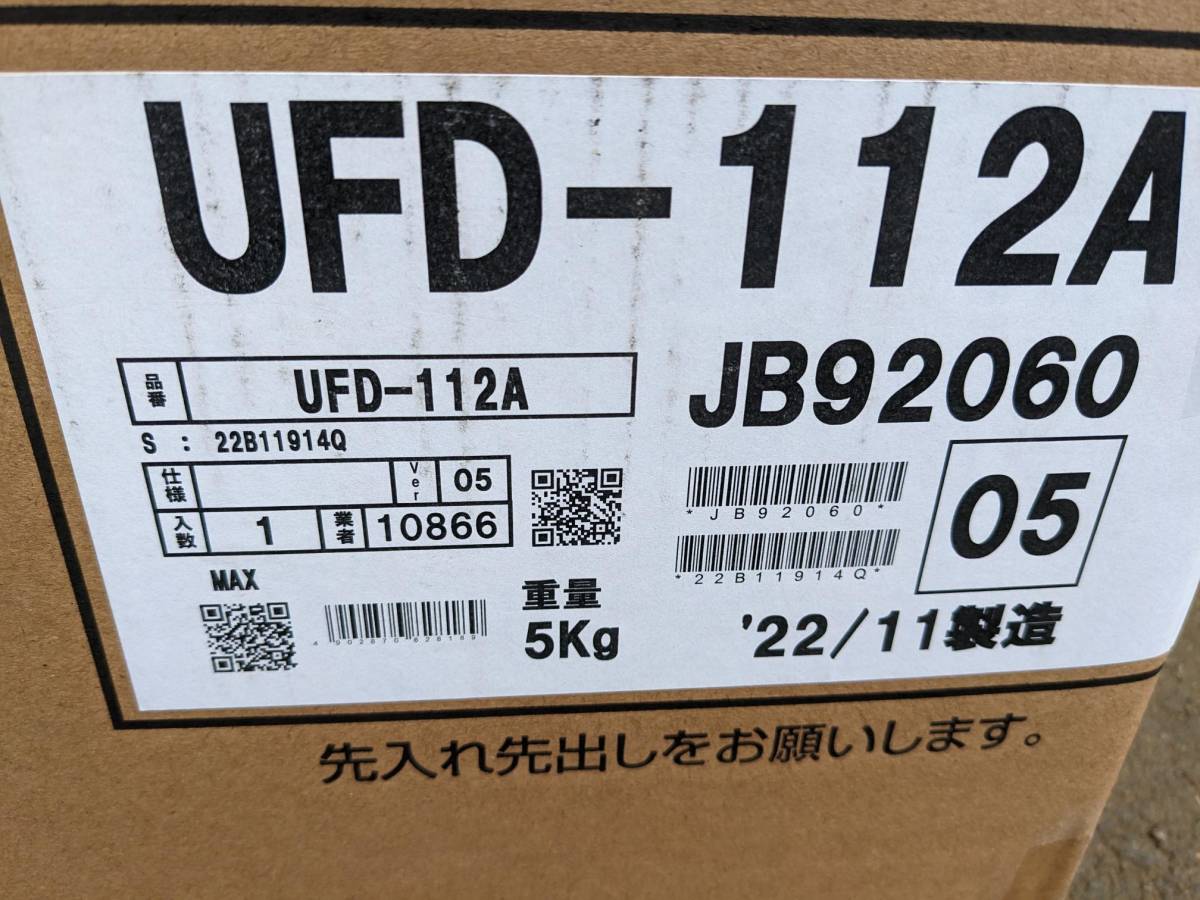 UFD-112A
品番 UFD-112A
JB92060
S : 22B11914Q
仕様 Ver 05
入数 1 業者 10866
*JB92060*
*22B11914Q*
05
MAX
4902870628189
重量
5Kg
'22/11製造
先入れ先出しをお願いします。